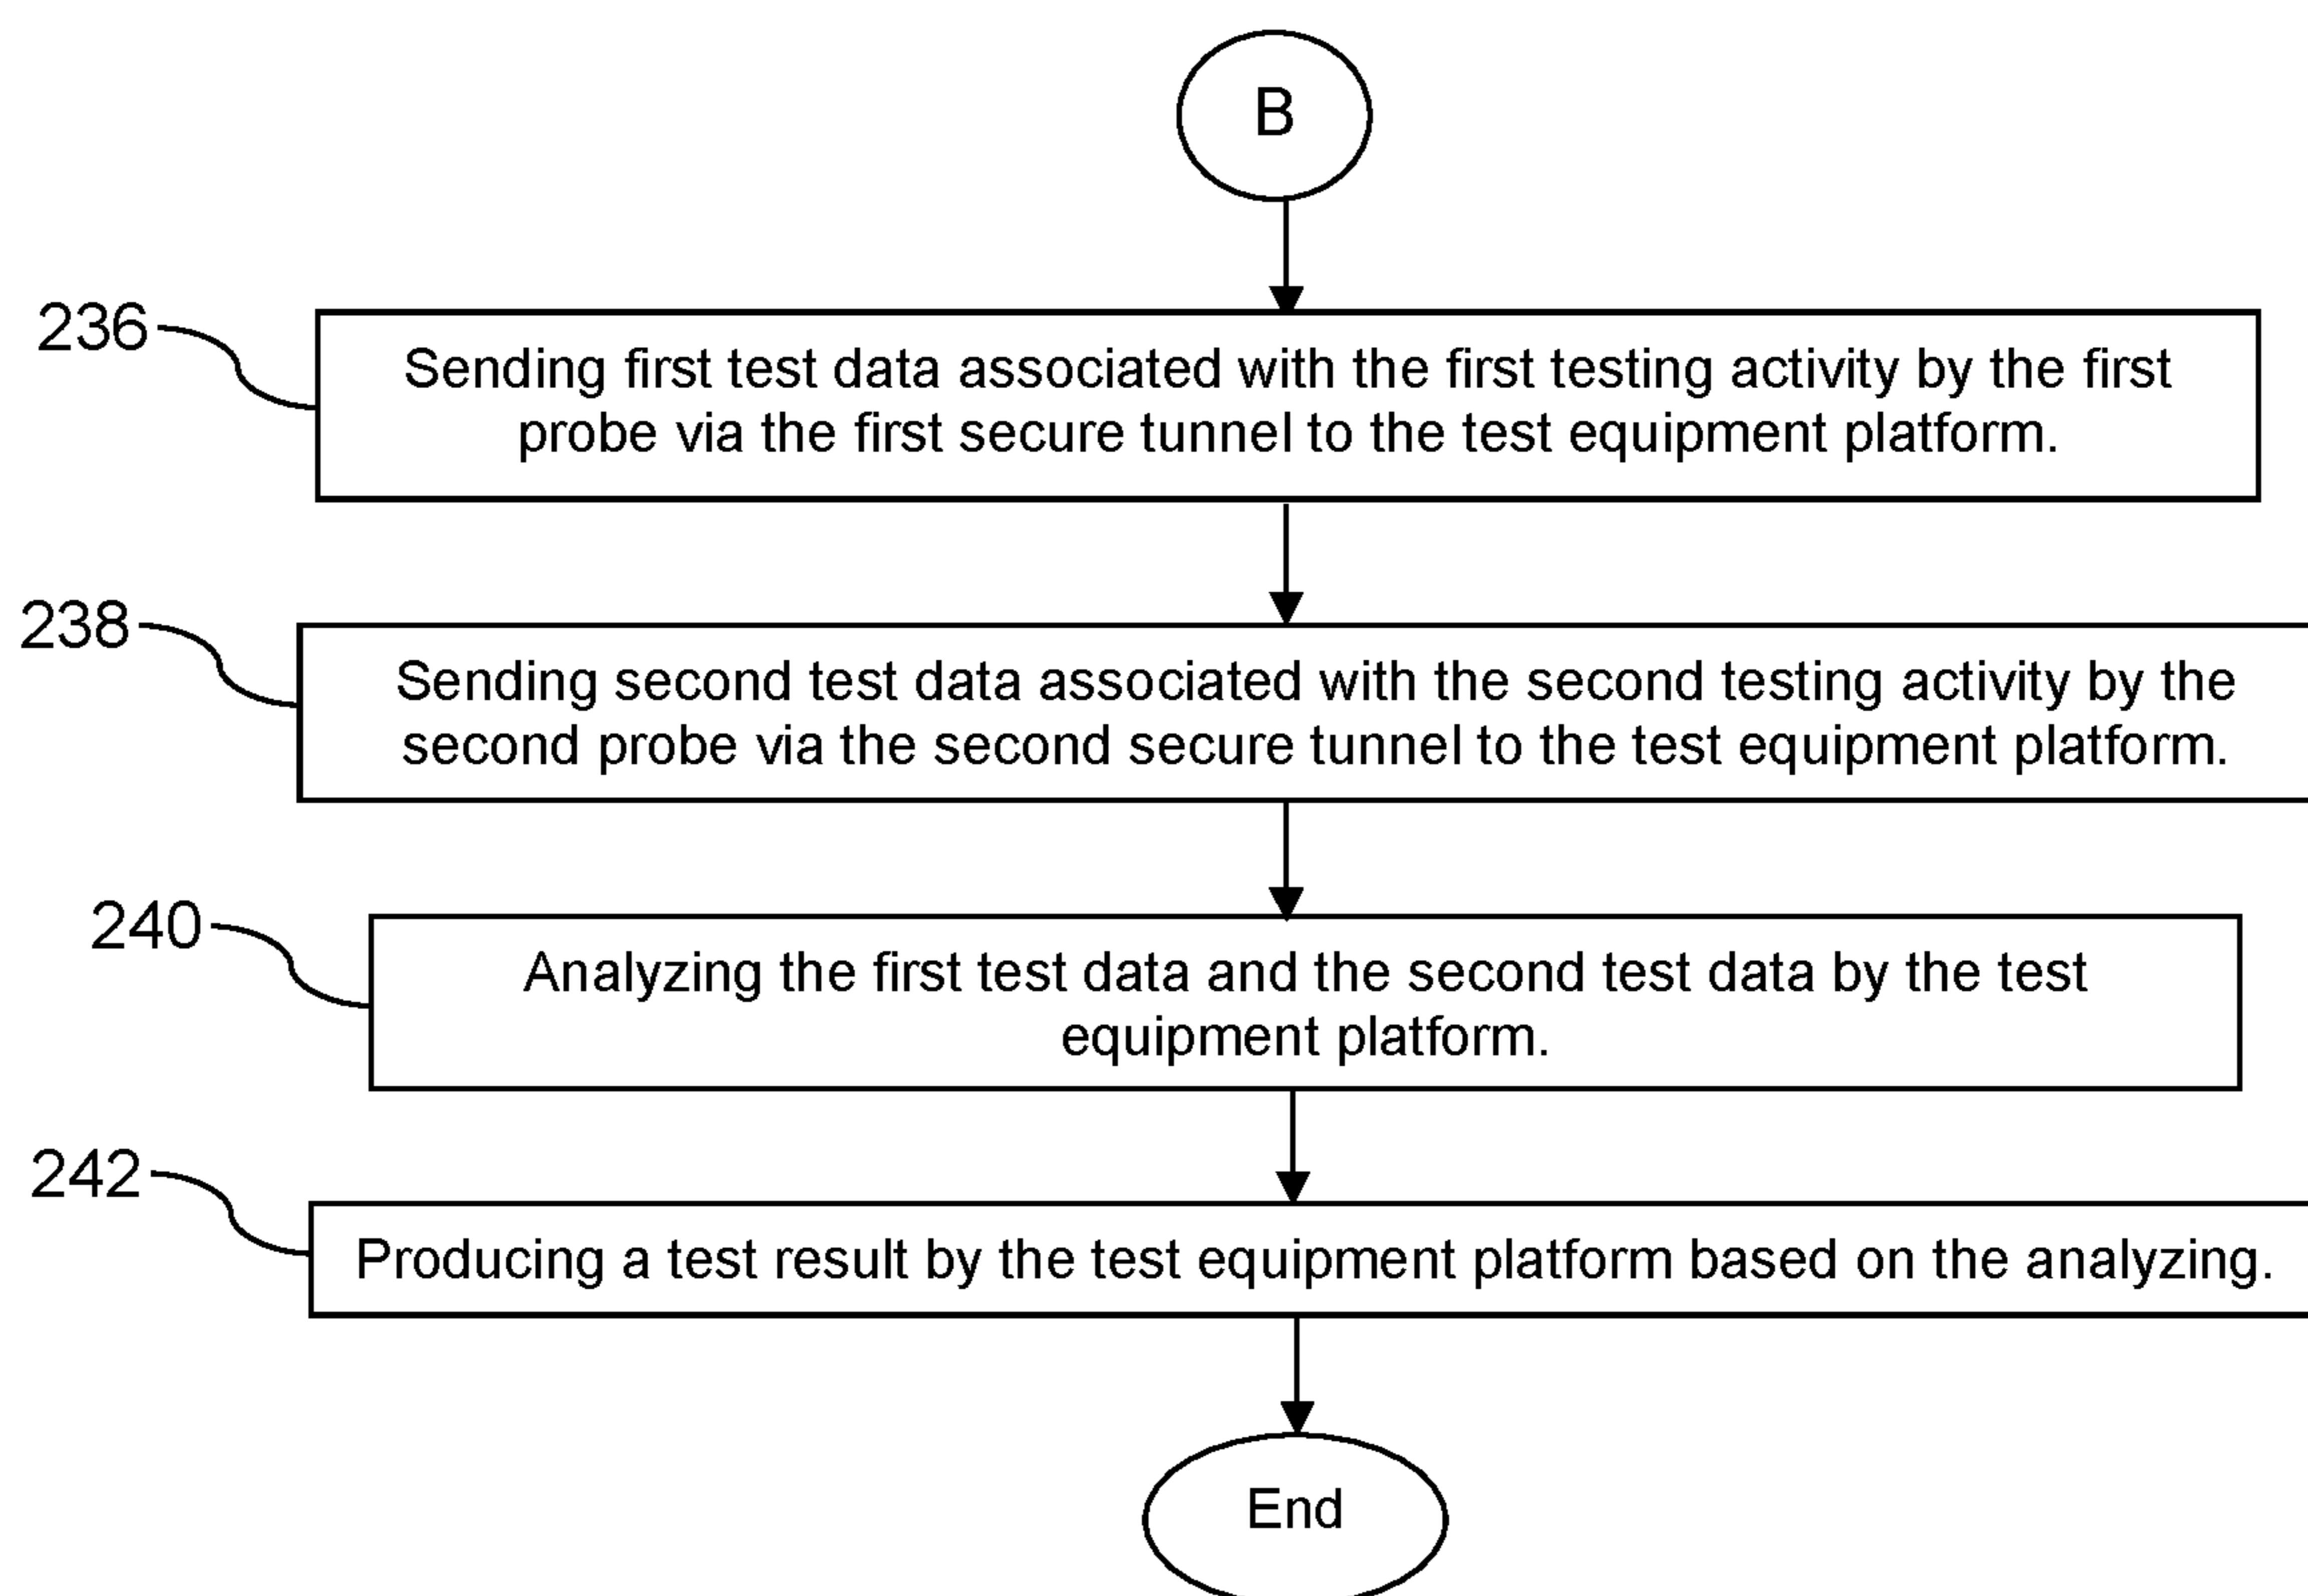 B
236
Sending first test data associated with the first testing activity by the first
probe via the first secure tunnel to the test equipment platform.
238
Sending second test data associated with the second testing activity by the
second probe via the second secure tunnel to the test equipment platform.
240
Analyzing the first test data and the second test data by the test
equipment platform.
242
Producing a test result by the test equipment platform based on the analyzing.
End